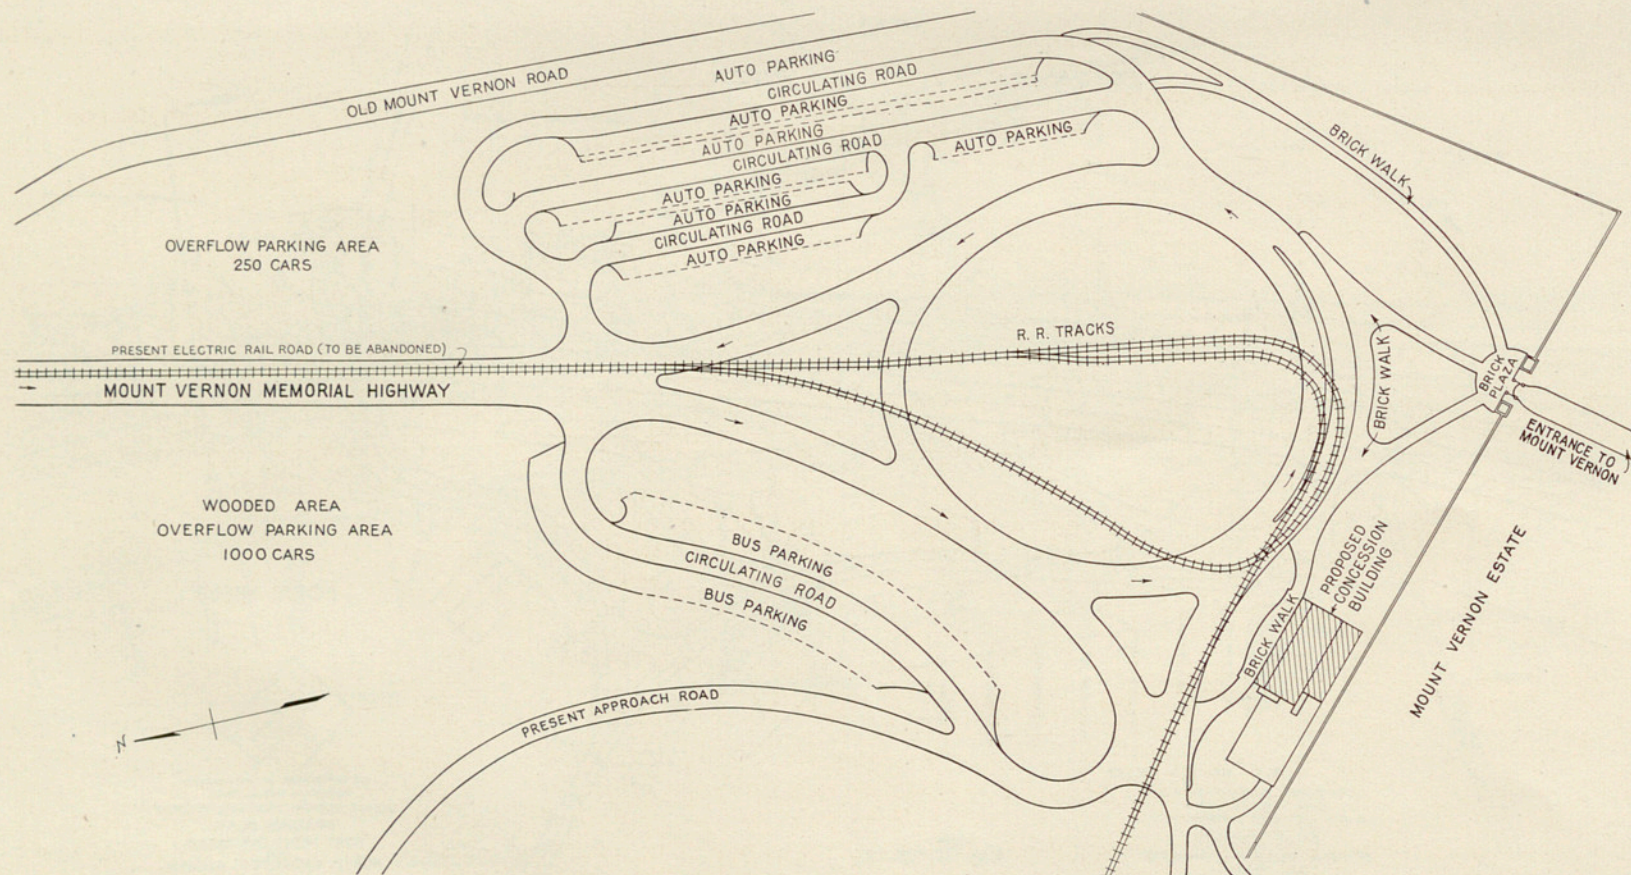 OLD MOUNT VERNON ROAD
AUTO PARKING
CIRCULATING ROAD
AUTO PARKING
AUTO PARKING
CIRCULATING ROAD
AUTO PARKING
AUTO PARKING
AUTO PARKING
CIRCULATING ROAD
AUTO PARKING
BRICK WALK
OVERFLOW PARKING AREA
250 CARS
PRESENT ELECTRIC RAIL ROAD (TO BE ABANDONED)
MOUNT VERNON MEMORIAL HIGHWAY
R. R. TRACKS
BRICK WALK
BRICK
PLAZA
ENTRANCE TO
MOUNT VERNON
WOODED AREA
OVERFLOW PARKING AREA
1000 CARS
BUS PARKING
CIRCULATING ROAD
BUS PARKING
PROPOSED
CONCESSION
BUILDING
BRICK WALK
MOUNT VERNON ESTATE
PRESENT APPROACH ROAD
N